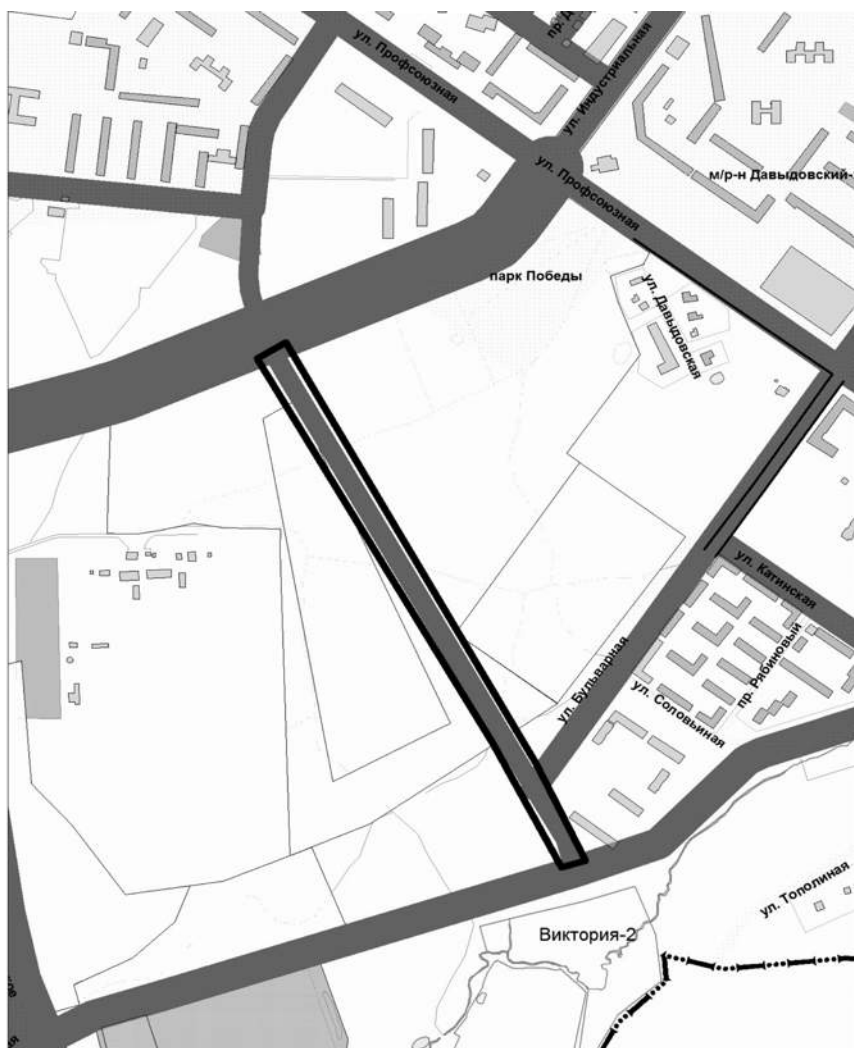 ул. Профсоюзная
ул. Индустриальная
ул. Профсоюзная
м/р-н Давыдовский-
парк Победы
ул. Давыдовская
ул. Катинская
пр. Рябиновый
ул. Бульварная
ул. Соловьиная
ул. Тополиная
Виктория-2